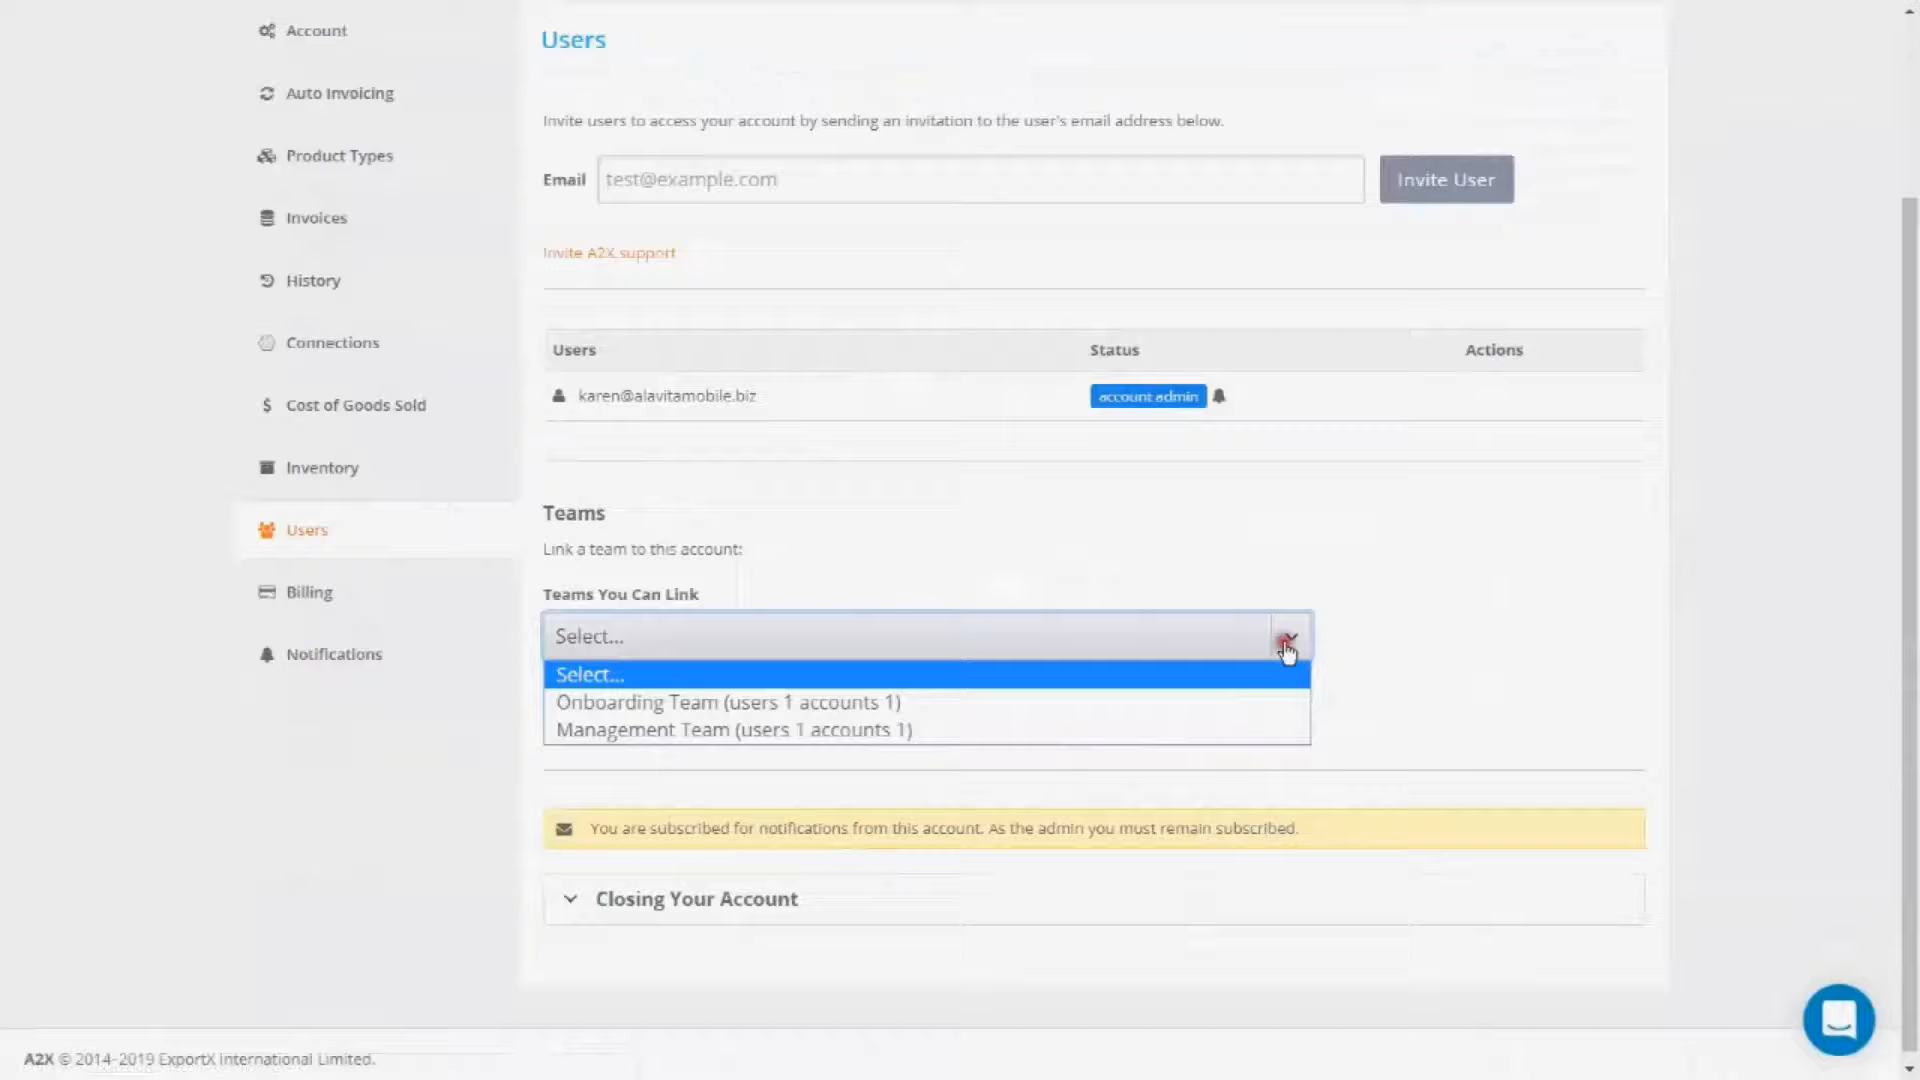 Account
Auto Invoicing
Product Types
Invoices
History
Connections
Cost of Goods Sold
Inventory
Users
Billing
Notifications
Users
Invite users to access your account by sending an invitation to the user's email address below.
Email test@example.com Invite User
Invite A2X support
Users Status Actions
karen@alavitamobile.biz account admin
Teams
Link a team to this account:
Teams You Can Link
Select...
Select...
Onboarding Team (users 1 accounts 1)
Management Team (users 1 accounts 1)
You are subscribed for notifications from this account. As the admin you must remain subscribed.
Closing Your Account
A2X © 2014-2019 ExportX International Limited.